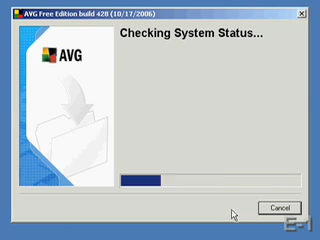 AVG Free Edition build 428 (10/17/2006)
AVG
Checking System Status...
Cancel
E-1